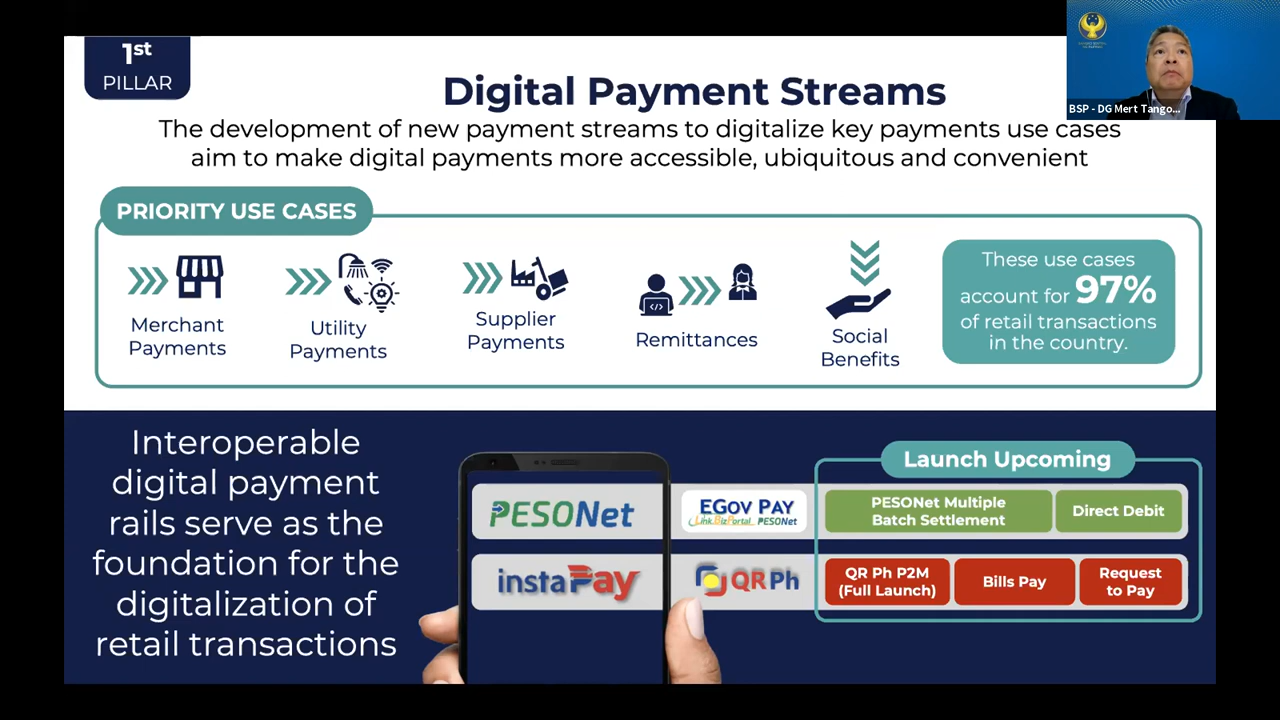 1st
PILLAR
BSP - DG Mert Tango...
Digital Payment Streams
The development of new payment streams to digitalize key payments use cases
aim to make digital payments more accessible, ubiquitous and convenient
PRIORITY USE CASES
Merchant
Payments
Utility
Payments
Supplier
Payments
Remittances
Social
Benefits
These use cases
account for 97%
of retail transactions
in the country.
Interoperable
digital payment
rails serve as the
foundation for the
digitalization of
retail transactions
Launch Upcoming
PESONet
EGov PAY
Link.BizPortal PESONet
PESONet Multiple
Batch Settlement
Direct Debit
instaPay
QR Ph
QR Ph P2M
(Full Launch)
Bills Pay
Request
to Pay